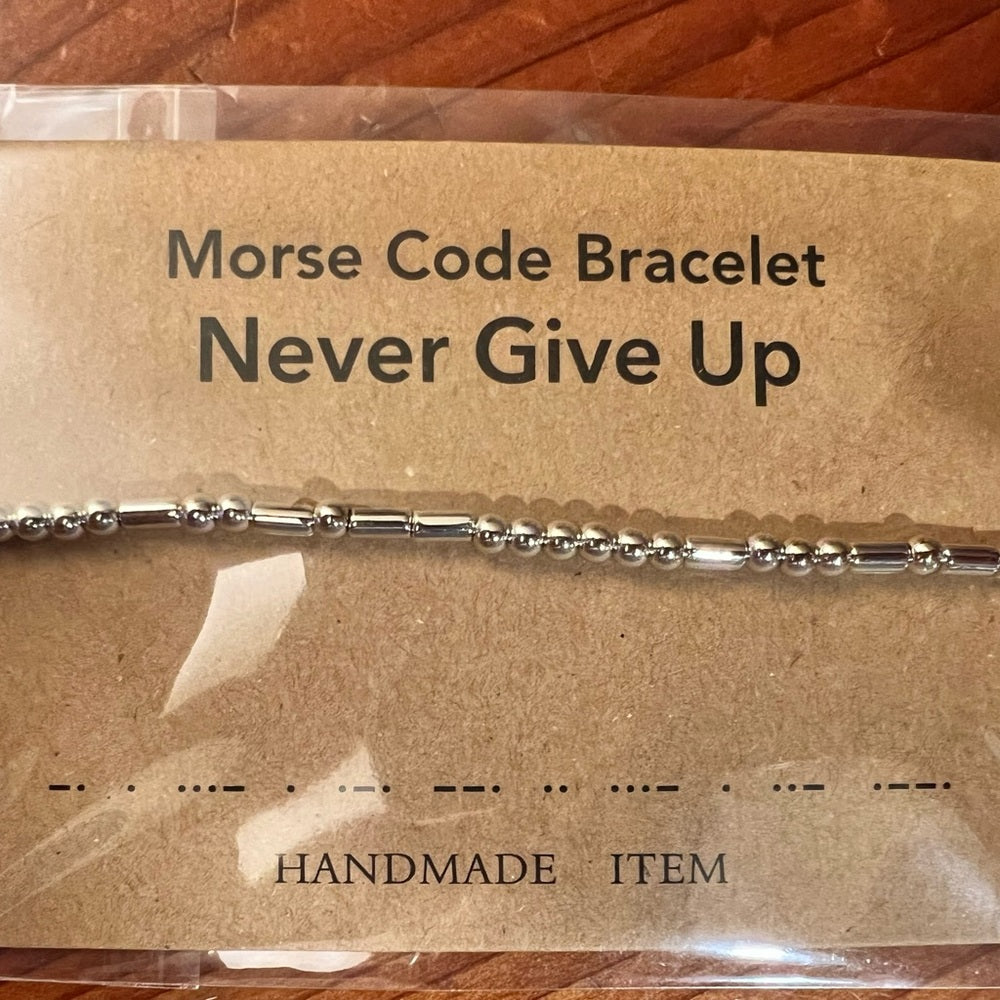 Morse Code Bracelet
Never Give Up
−· · ···− · ·−· −−· ·· ···− · ··− ·−−·
HANDMADE ITEM